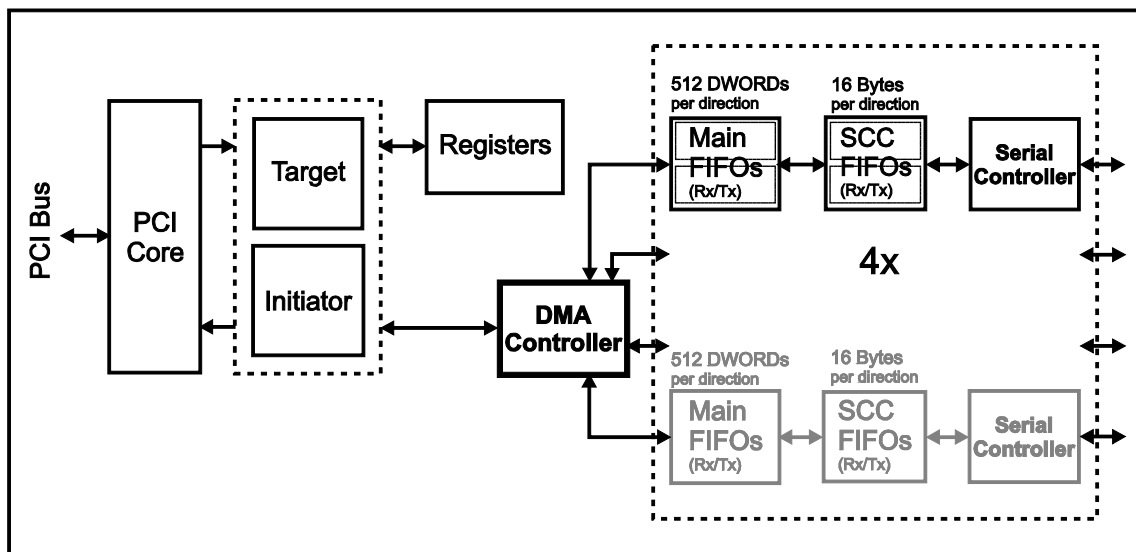 PCI Bus
PCI
Core
Target
Initiator
Registers
DMA
Controller
512 DWORDs
per direction
Main
FIFOs
(Rx/Tx)
16 Bytes
per direction
SCC
FIFOs
(Rx/Tx)
Serial
Controller
4x
512 DWORDs
per direction
Main
FIFOs
(Rx/Tx)
16 Bytes
per direction
SCC
FIFOs
(Rx/Tx)
Serial
Controller